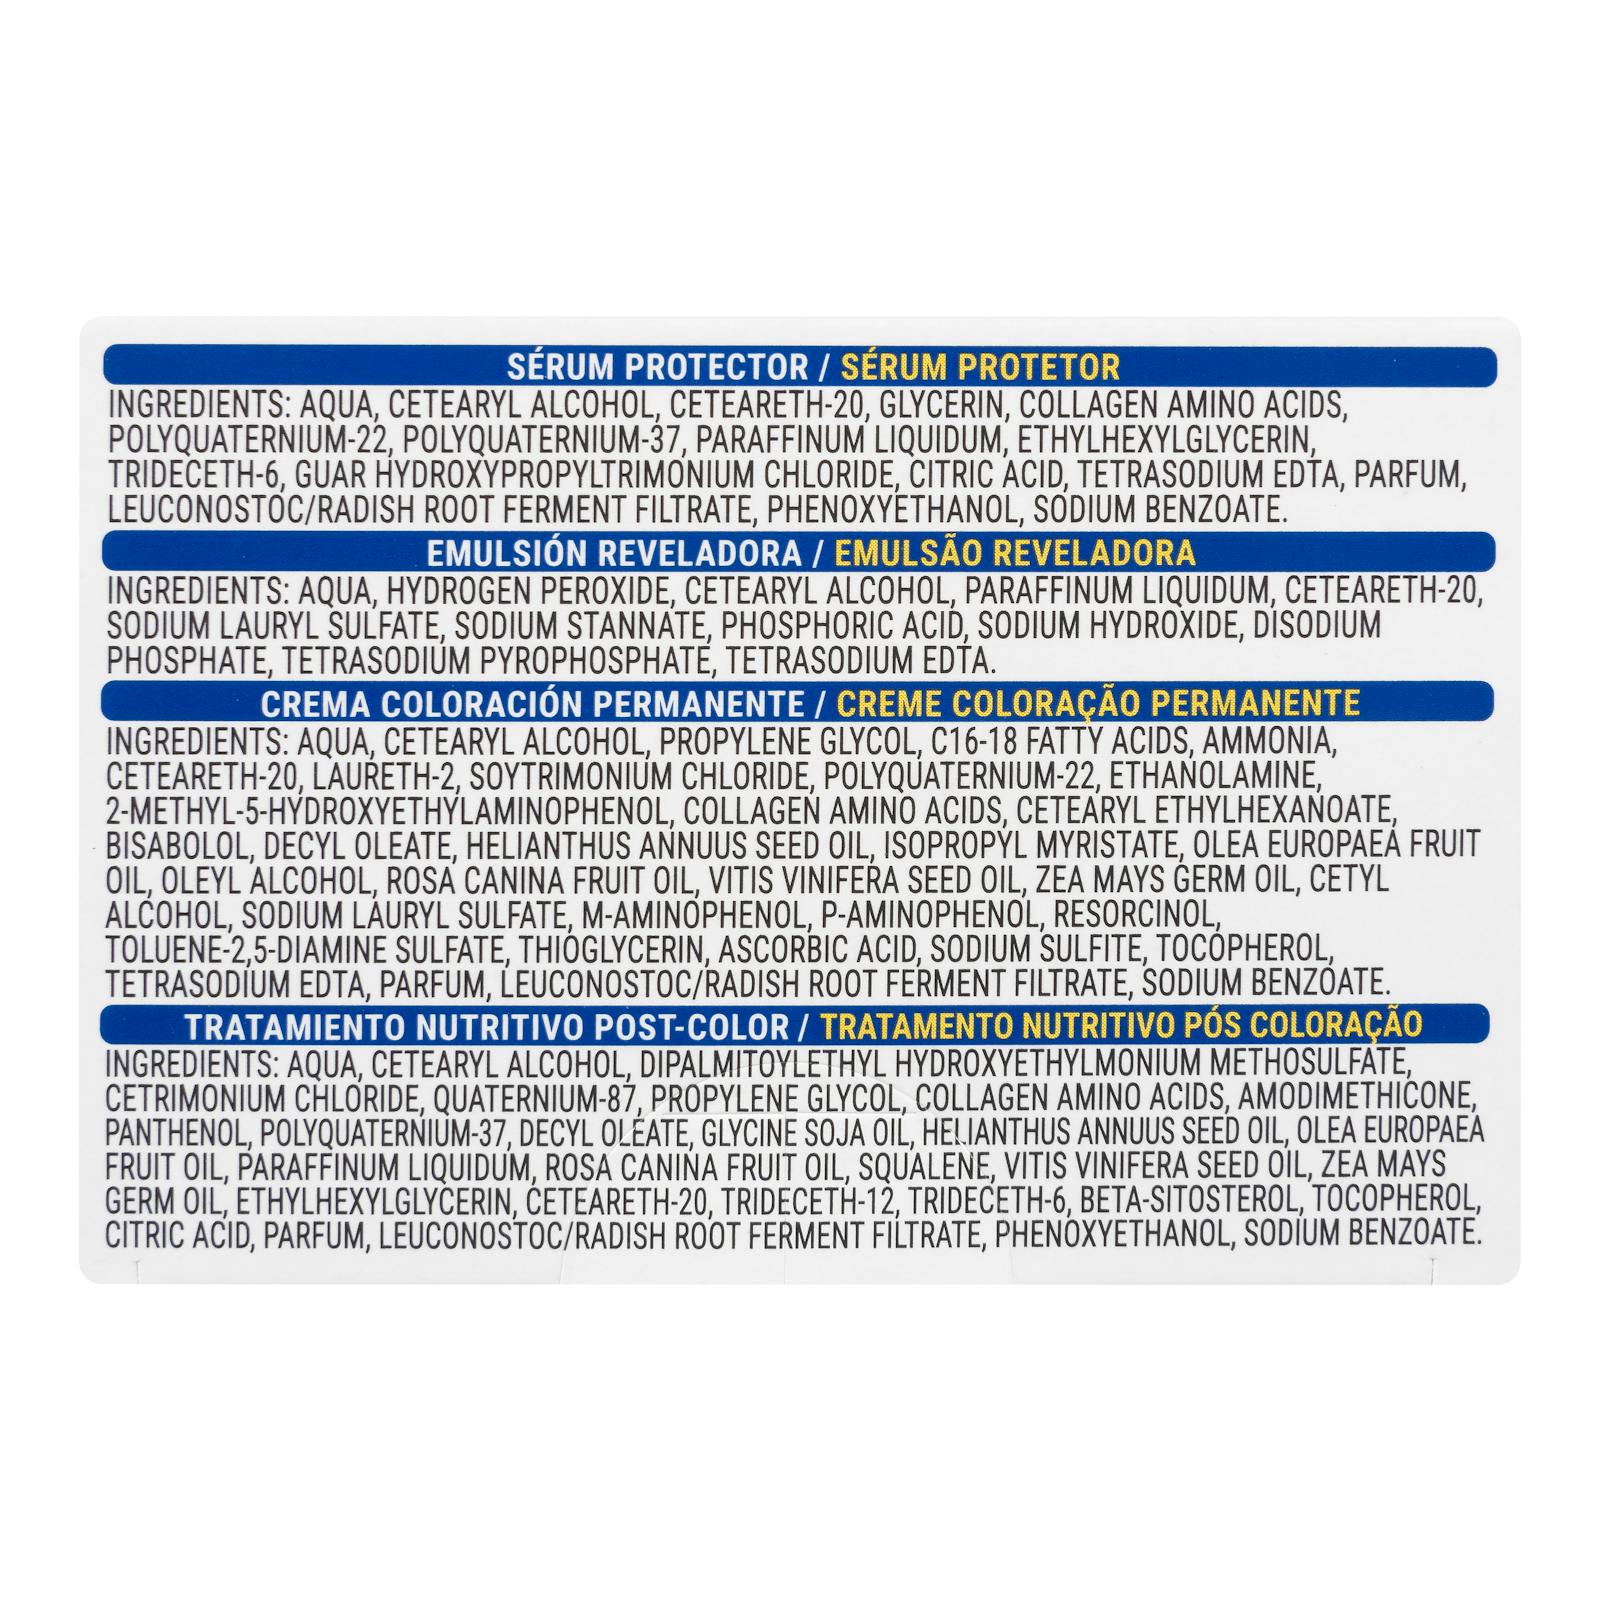 SÉRUM PROTECTOR / SÉRUM PROTETOR
INGREDIENTS: AQUA, CETEARYL ALCOHOL, CETEARETH-20, GLYCERIN, COLLAGEN AMINO ACIDS,
POLYQUATERNIUM-22, POLYQUATERNIUM-37, PARAFFINUM LIQUIDUM, ETHYLHEXYLGLYCERIN,
TRIDECETH-6, GUAR HYDROXYPROPYLTRIMONIUM CHLORIDE, CITRIC ACID, TETRASODIUM EDTA, PARFUM,
LEUCONOSTOC/RADISH ROOT FERMENT FILTRATE, PHENOXYETHANOL, SODIUM BENZOATE.
EMULSIÓN REVELADORA / EMULSÃO REVELADORA
INGREDIENTS: AQUA, HYDROGEN PEROXIDE, CETEARYL ALCOHOL, PARAFFINUM LIQUIDUM, CETEARETH-20,
SODIUM LAURYL SULFATE, SODIUM STANNATE, PHOSPHORIC ACID, SODIUM HYDROXIDE, DISODIUM
PHOSPHATE, TETRASODIUM PYROPHOSPHATE, TETRASODIUM EDTA.
CREMA COLORACIÓN PERMANENTE / CREME COLORAÇÃO PERMANENTE
INGREDIENTS: AQUA, CETEARYL ALCOHOL, PROPYLENE GLYCOL, C16-18 FATTY ACIDS, AMMONIA,
CETEARETH-20, LAURETH-2, SOYTRIMONIUM CHLORIDE, POLYQUATERNIUM-22, ETHANOLAMINE,
2-METHYL-5-HYDROXYETHYLAMINOPHENOL, COLLAGEN AMINO ACIDS, CETEARYL ETHYLHEXANOATE,
BISABOLOL, DECYL OLEATE, HELIANTHUS ANNUUS SEED OIL, ISOPROPYL MYRISTATE, OLEA EUROPAEA FRUIT
OIL, OLEYL ALCOHOL, ROSA CANINA FRUIT OIL, VITIS VINIFERA SEED OIL, ZEA MAYS GERM OIL, CETYL
ALCOHOL, SODIUM LAURYL SULFATE, M-AMINOPHENOL, P-AMINOPHENOL, RESORCINOL,
TOLUENE-2,5-DIAMINE SULFATE, THIOGLYCERIN, ASCORBIC ACID, SODIUM SULFITE, TOCOPHEROL,
TETRASODIUM EDTA, PARFUM, LEUCONOSTOC/RADISH ROOT FERMENT FILTRATE, SODIUM BENZOATE.
TRATAMIENTO NUTRITIVO POST-COLOR / TRATAMENTO NUTRITIVO PÓS COLORAÇÃO
INGREDIENTS: AQUA, CETEARYL ALCOHOL, DIPALMITOYLETHYL HYDROXYETHYLMONIUM METHOSULFATE,
CETRIMONIUM CHLORIDE, QUATERNIUM-87, PROPYLENE GLYCOL, COLLAGEN AMINO ACIDS, AMODIMETHICONE,
PANTHENOL, POLYQUATERNIUM-37, DECYL OLEATE, GLYCINE SOJA OIL, HELIANTHUS ANNUUS SEED OIL, OLEA EUROPAEA
FRUIT OIL, PARAFFINUM LIQUIDUM, ROSA CANINA FRUIT OIL, SQUALENE, VITIS VINIFERA SEED OIL, ZEA MAYS
GERM OIL, ETHYLHEXYLGLYCERIN, CETEARETH-20, TRIDECETH-12, TRIDECETH-6, BETA-SITOSTEROL, TOCOPHEROL,
CITRIC ACID, PARFUM, LEUCONOSTOC/RADISH ROOT FERMENT FILTRATE, PHENOXYETHANOL, SODIUM BENZOATE.